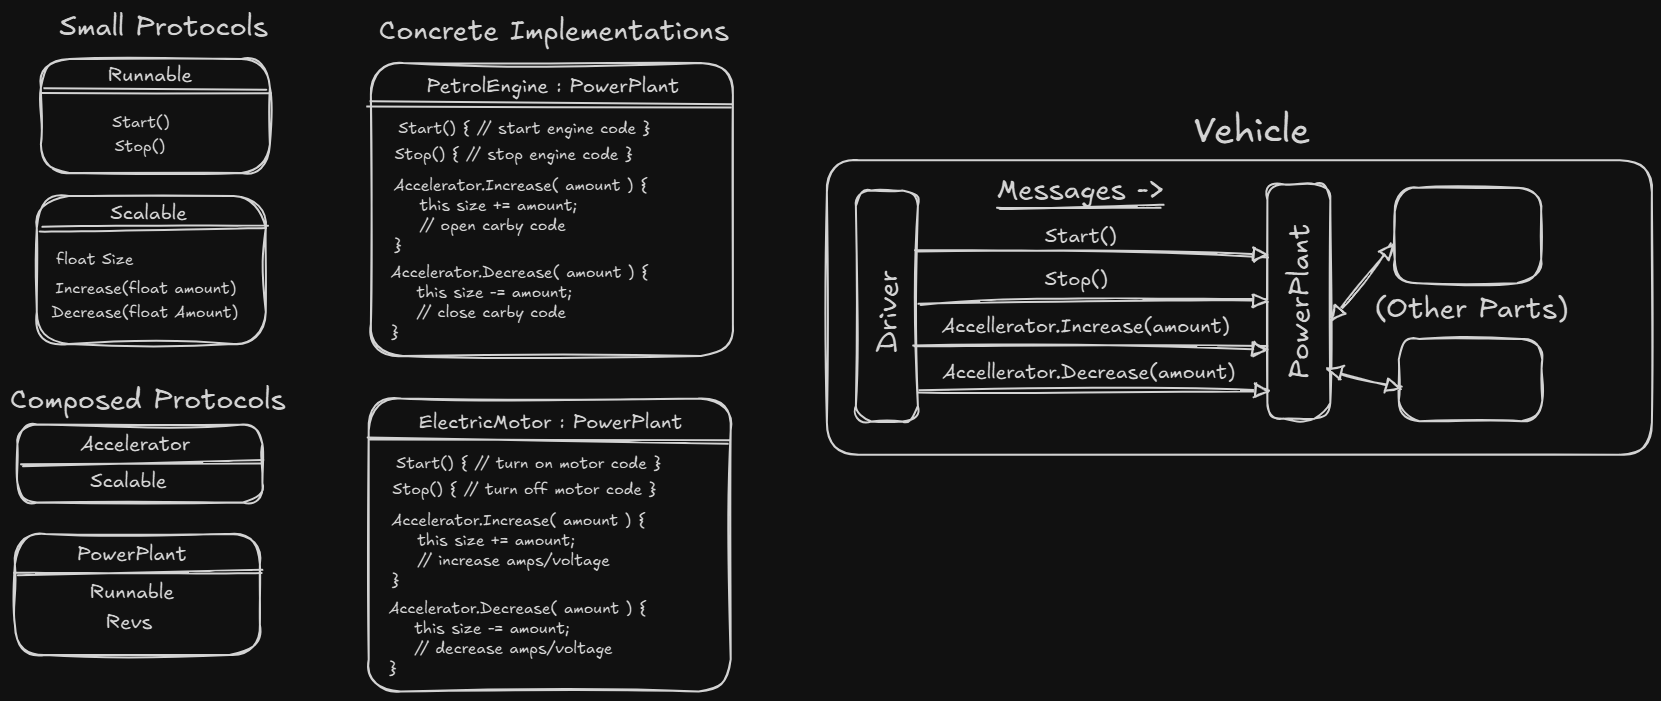 Small Protocols
Runnable
Start()
Stop()
Scalable
float Size
Increase(float amount)
Decrease(float Amount)
Composed Protocols
Accelerator
Scalable
PowerPlant
Runnable
Revs
Concrete Implementations
PetrolEngine : PowerPlant
Start() { // start engine code }
Stop() { // stop engine code }
Accelerator.Increase( amount ) {
this size += amount;
// open carby code
}
Accelerator.Decrease( amount ) {
this size -= amount;
// close carby code
}
ElectricMotor : PowerPlant
Start() { // turn on motor code }
Stop() { // turn off motor code }
Accelerator.Increase( amount ) {
this size += amount;
// increase amps/voltage
}
Accelerator.Decrease( amount ) {
this size -= amount;
// decrease amps/voltage
}
Vehicle
Driver
Messages ->
Start()
Stop()
Accellerator.Increase(amount)
Accellerator.Decrease(amount)
PowerPlant
(Other Parts)